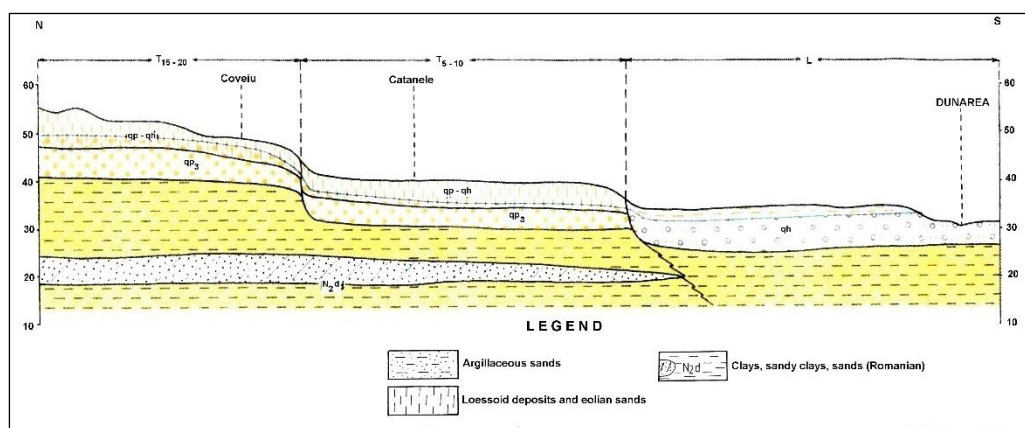 N
S
T15 - 20
T5 - 10
L
Coveiu
Catanele
DUNAREA
60
60
50
50
40
40
30
30
20
20
10
10
qp - qh
qp3
qp - qh
qp3
qh
N2d
LEGEND
Argillaceous sands
N2d
Clays, sandy clays, sands (Romanian)
Loessoid deposits and eolian sands